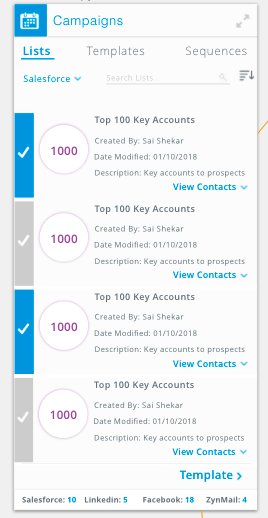 Campaigns
Lists Templates Sequences
Salesforce Search Lists
Top 100 Key Accounts
1000
Created By: Sai Shekar
Date Modified: 01/10/2018
Description: Key accounts to prospects
View Contacts
Top 100 Key Accounts
1000
Created By: Sai Shekar
Date Modified: 01/10/2018
Description: Key accounts to prospects
View Contacts
Top 100 Key Accounts
1000
Created By: Sai Shekar
Date Modified: 01/10/2018
Description: Key accounts to prospects
View Contacts
Top 100 Key Accounts
1000
Created By: Sai Shekar
Date Modified: 01/10/2018
Description: Key accounts to prospects
View Contacts
Template
Salesforce: 10 Linkedin: 5 Facebook: 18 ZynMail: 4